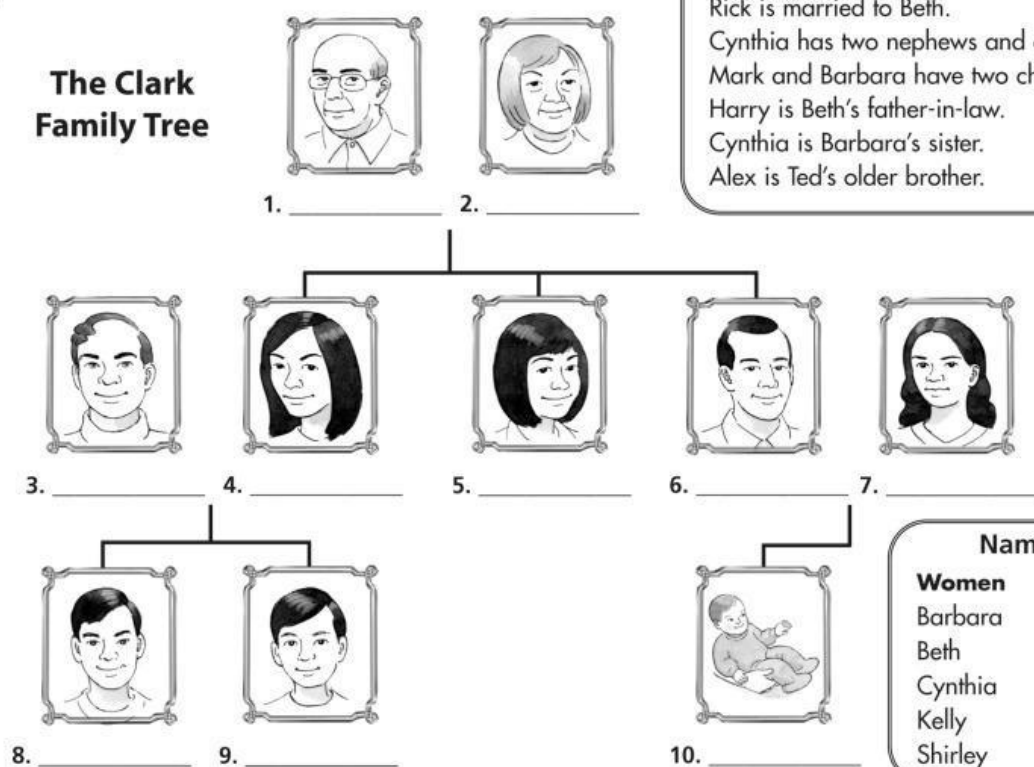 The Clark
Family Tree
Rick is married to Beth.
Cynthia has two nephews and
Mark and Barbara have two
Harry is Beth's father-in-law.
Cynthia is Barbara's sister.
Alex is Ted's older brother.
1. 2.
3. 4. 5. 6. 7.
8. 9. 10.
Women
Barbara
Beth
Cynthia
Kelly
Shirley